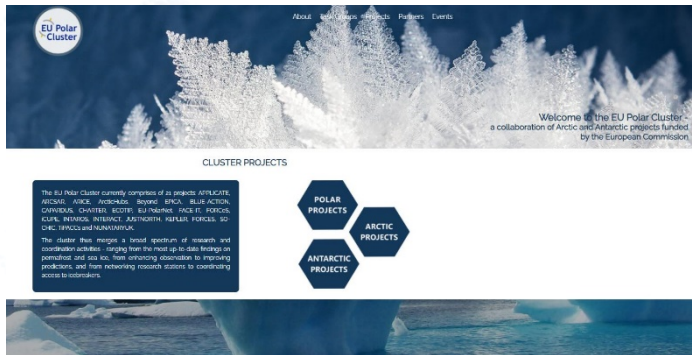 EU Polar
Cluster
About Task Groups Projects Partners Events
Welcome to the EU Polar Cluster -
a collaboration of Arctic and Antarctic projects funded
by the European Commission
CLUSTER PROJECTS
The EU Polar Cluster currently comprises of 21 projects: APPLICATE,
ARCSAR, ARICE, ArcticHubs, Beyond EPICA, BLUE-ACTION,
CAPARDUS, CHARTER, ECOTIP, EU-PolarNet, FACE-IT, FORCeS,
iCUPE, INTAROS, INTERACT, JUSTNORTH, KEPLER, FORCES, SO-
CHIC, TiPACCs and NUNATARYUK.
The cluster thus merges a broad spectrum of research and
coordination activities - ranging from the most up-to-date findings on
permafrost and sea ice, from enhancing observation to improving
predictions, and from networking research stations to coordinating
access to icebreakers.
POLAR
PROJECTS
ARCTIC
PROJECTS
ANTARCTIC
PROJECTS